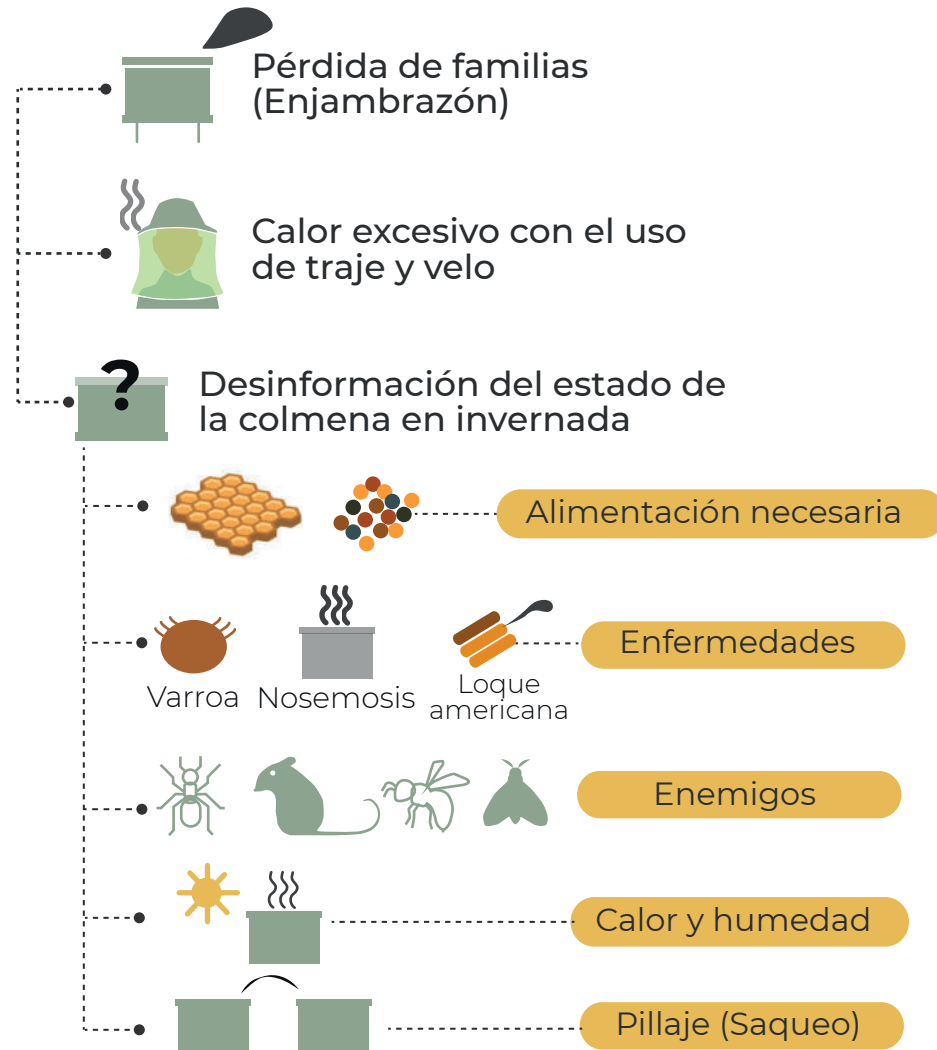 Pérdida de familias
(Enjambrazón)
Calor excesivo con el uso
de traje y velo
?
Desinformación del estado de
la colmena en invernada
Alimentación necesaria
Enfermedades
Varroa
Nosemosis
Loque
americana
Enemigos
Calor y humedad
Pillaje (Saqueo)